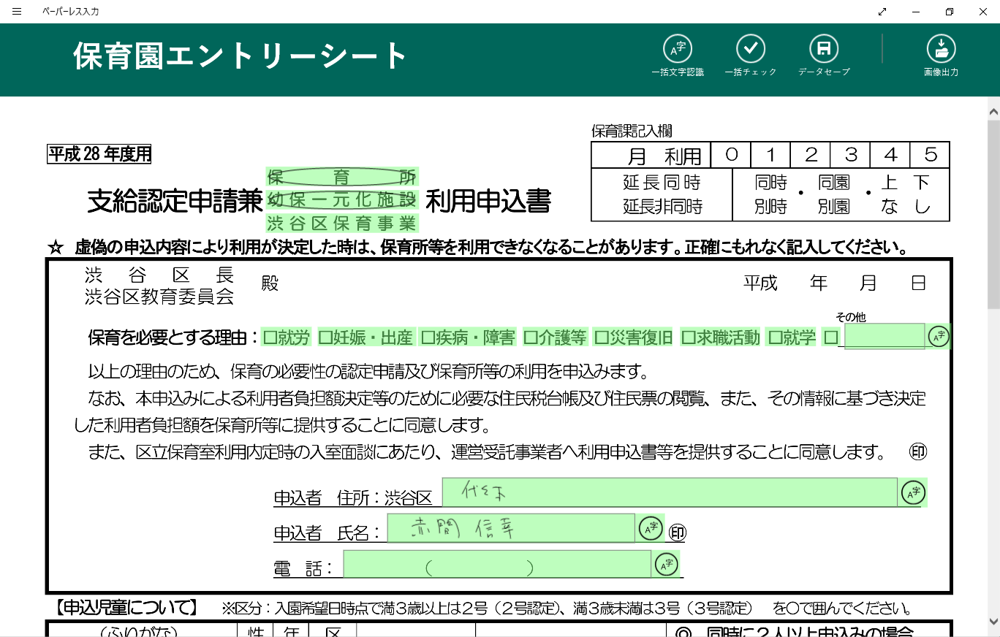 ペーパーレス入力
保育園エントリーシート
一括文字認識 一括チェック データセーブ 画像出力
保育課記入欄
平成28年度用
月 利用 0 1 2 3 4 5
延長同時 同時 ・ 同園 ・ 上 下
延長非同時 別時 別園 な し
保 育 所
支給認定申請兼 幼保一元化施設 利用申込書
渋谷区保育事業
☆ 虚偽の申込内容により利用が決定した時は、保育所等を利用できなくなることがあります。正確にもれなく記入してください。
渋 谷 区 長
渋谷区教育委員会 殿
平成 年 月 日
その他
保育を必要とする理由：□就労 □妊娠・出産 □疾病・障害 □介護等 □災害復旧 □求職活動 □就学 □
以上の理由のため、保育の必要性の認定申請及び保育所等の利用を申込みます。
なお、本申込みによる利用者負担額決定等のために必要な住民税台帳及び住民票の閲覧、また、その情報に基づき決定
した利用者負担額を保育所等に提供することに同意します。
また、区立保育室利用内定時の入室面談にあたり、運営受託事業者へ利用申込書等を提供することに同意します。 ㊞
申込者 住所：渋谷区 代々木
申込者 氏名： 赤間 信幸 ㊞
電 話： （ ）
【申込児童について】 ※区分：入園希望日時点で満３歳以上は２号（２号認定）、満３歳未満は３号（３号認定） を○で囲んでください。
（ふりがな） 性 年 区 ◎ 同時に２人以上申込みの場合